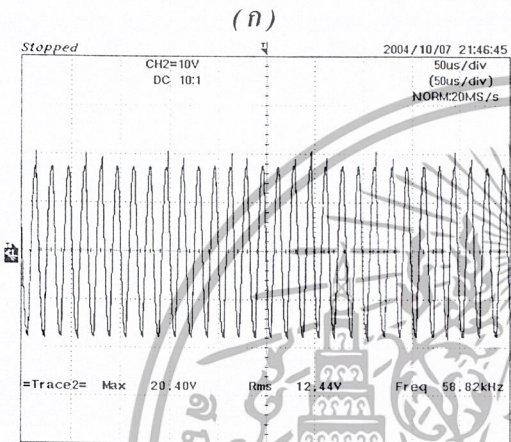 (ก)
Stopped 2004/10/07 21:46:45
CH2=10V 50us/div
DC 10:1 (50us/div)
NORM:20MS/s
=Trace2= Max 20.40V Rms 12.44V Freq 58.82kHz